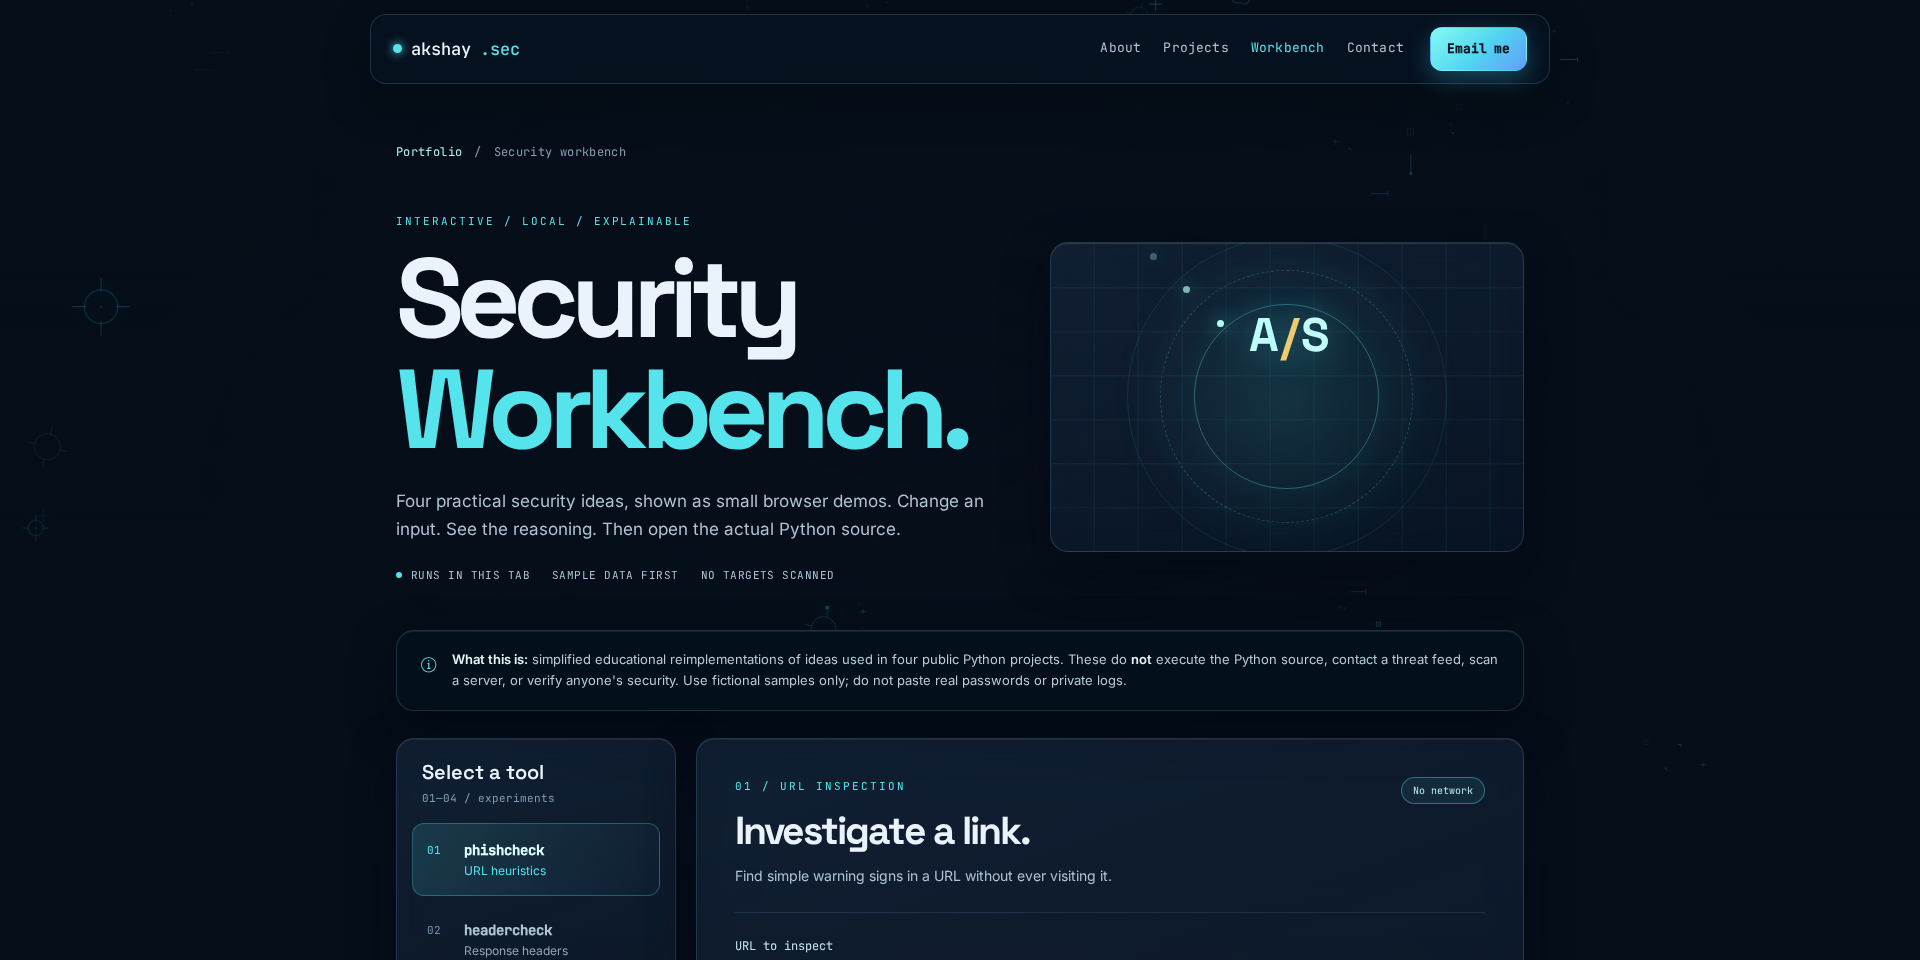 akshay .sec
About Projects Workbench Contact Email me
Portfolio / Security workbench
INTERACTIVE / LOCAL / EXPLAINABLE
Security
Workbench.
A/S
Four practical security ideas, shown as small browser demos. Change an
input. See the reasoning. Then open the actual Python source.
RUNS IN THIS TAB SAMPLE DATA FIRST NO TARGETS SCANNED
What this is: simplified educational reimplementations of ideas used in four public Python projects. These do not execute the Python source, contact a threat feed, scan
a server, or verify anyone's security. Use fictional samples only; do not paste real passwords or private logs.
Select a tool
01—04 / experiments
01 phishcheck
URL heuristics
02 headercheck
Response headers
01 / URL INSPECTION
No network
Investigate a link.
Find simple warning signs in a URL without ever visiting it.
URL to inspect